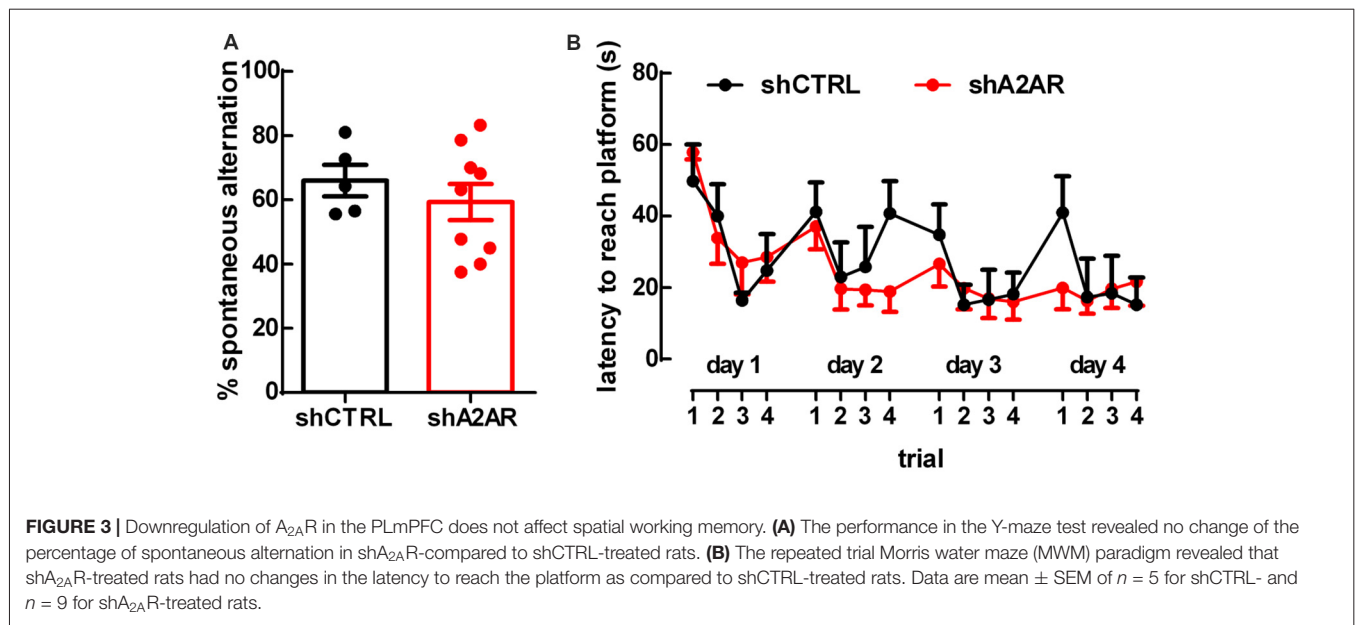 A
B
% spontaneous alternation
100
80
60
40
20
0
shCTRL
shA2AR
latency to reach platform (s)
80
60
40
20
0
shCTRL
shA2AR
day 1
day 2
day 3
day 4
1 2 3 4 1 2 3 4 1 2 3 4 1 2 3 4
trial
FIGURE 3 | Downregulation of A2AR in the PLmPFC does not affect spatial working memory. (A) The performance in the Y-maze test revealed no change of the
percentage of spontaneous alternation in shA2AR-compared to shCTRL-treated rats. (B) The repeated trial Morris water maze (MWM) paradigm revealed that
shA2AR-treated rats had no changes in the latency to reach the platform as compared to shCTRL-treated rats. Data are mean ± SEM of n = 5 for shCTRL- and
n = 9 for shA2AR-treated rats.